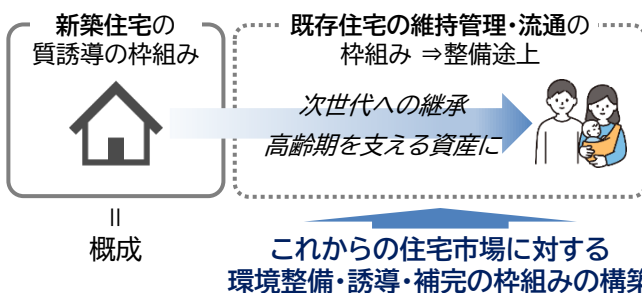 新築住宅の
質誘導の枠組み
既存住宅の維持管理・流通の
枠組み ⇒整備途上
次世代への継承
高齢期を支える資産に
＝
概成
これからの住宅市場に対する
環境整備・誘導・補完の枠組みの構築